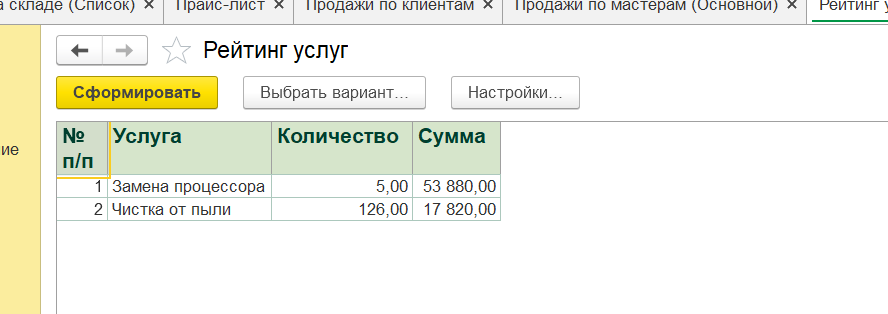 а складе (Список) × Прайс-лист × Продажи по клиентам × Продажи по мастерам (Основной) × Рейтинг у
Рейтинг услуг
Сформировать Выбрать вариант... Настройки...
ие
№ п/п Услуга Количество Сумма
1 Замена процессора 5,00 53 880,00
2 Чистка от пыли 126,00 17 820,00